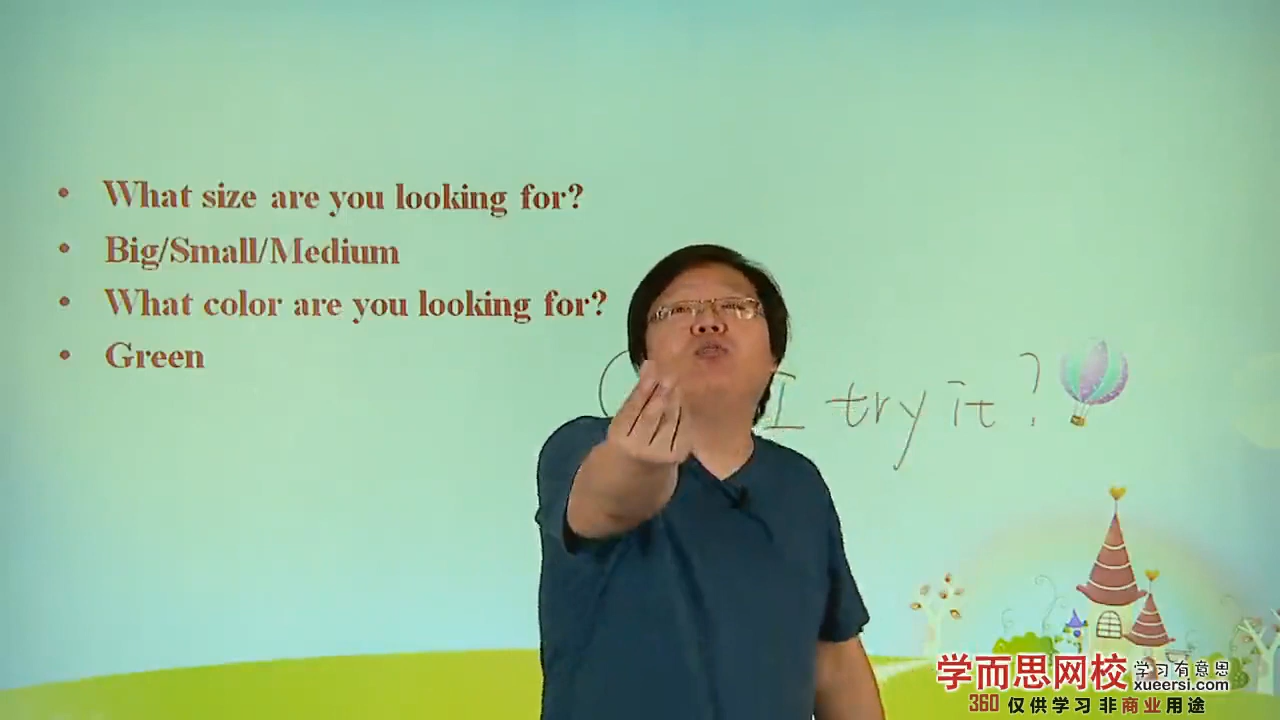 • What size are you looking for?
• Big/Small/Medium
• What color are you looking for?
• Green
I try it?
学而思网校 学习有意思
xueersi.com
360 仅供学习 非商业用途